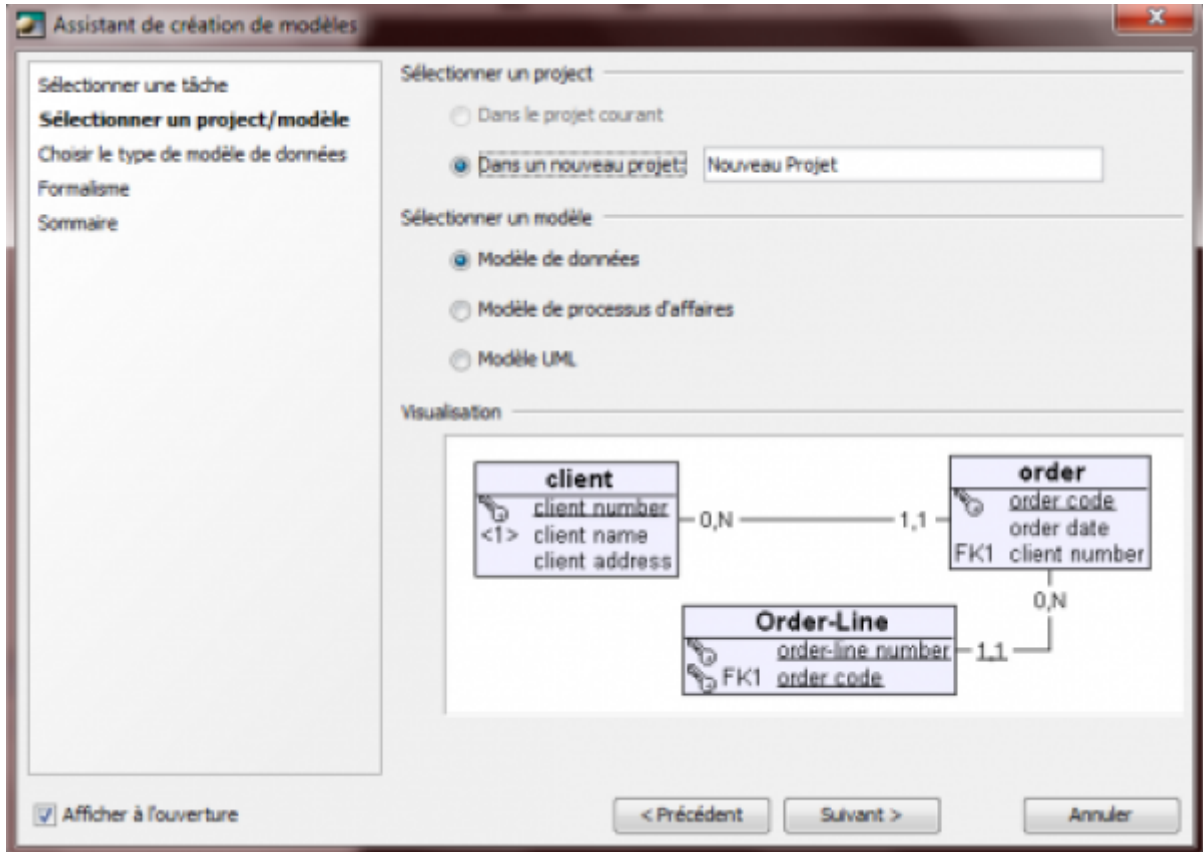 Assistant de création de modèles
Sélectionner une tâche
Sélectionner un project/modèle
Choisir le type de modèle de données
Formalisme
Sommaire
Sélectionner un project
Dans le projet courant
Dans un nouveau projet: Nouveau Projet
Sélectionner un modèle
Modèle de données
Modèle de processus d'affaires
Modèle UML
Visualisation
client
client number
<1> client name
client address
0,N
1,1
order
order code
order date
FK1 client number
0,N
Order-Line
order-line number
FK1 order code
1,1
Afficher à l'ouverture
< Précédent
Suivant >
Annuler